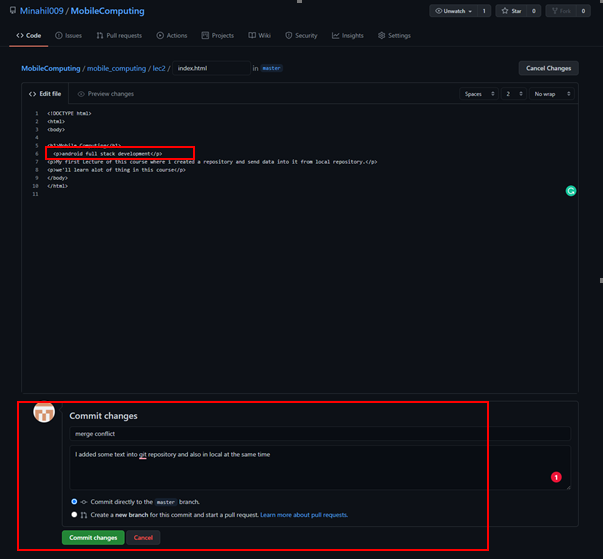 Minahil009 / MobileComputing
Unwatch 1 Star 0 Fork 0
Code Issues Pull requests Actions Projects Wiki Security Insights Settings
MobileComputing / mobile_computing / lec2 / index.html in master Cancel Changes
Edit file Preview changes Spaces 2 No wrap
1 <!DOCTYPE html>
2 <html>
3 <body>
4
5 <h1>Mobile Computing</h1>
6 <p>android full stack development</p>
7 <p>My first Lecture of this course where i created a repository and send data into it from local repository.</p>
8 <p>we'll learn alot of thing in this course</p>
9 </body>
10 </html>
11
Commit changes
merge conflict
I added some text into git repository and also in local at the same time
1
Commit directly to the master branch.
Create a new branch for this commit and start a pull request. Learn more about pull requests.
Commit changes Cancel